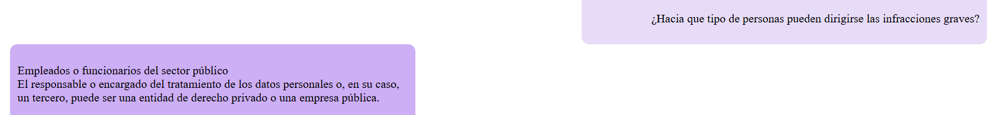 ¿Hacia que tipo de personas pueden dirigirse las infracciones graves?
Empleados o funcionarios del sector público
El responsable o encargado del tratamiento de los datos personales o, en su caso,
un tercero, puede ser una entidad de derecho privado o una empresa pública.